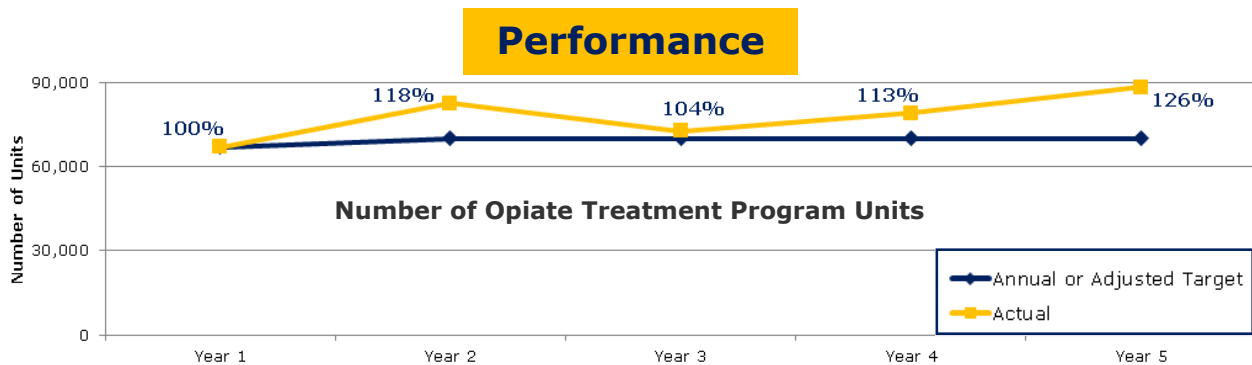 Performance
90,000
60,000
30,000
0
Number of Units
100%
118%
104%
113%
126%
Number of Opiate Treatment Program Units
Annual or Adjusted Target
Actual
Year 1
Year 2
Year 3
Year 4
Year 5